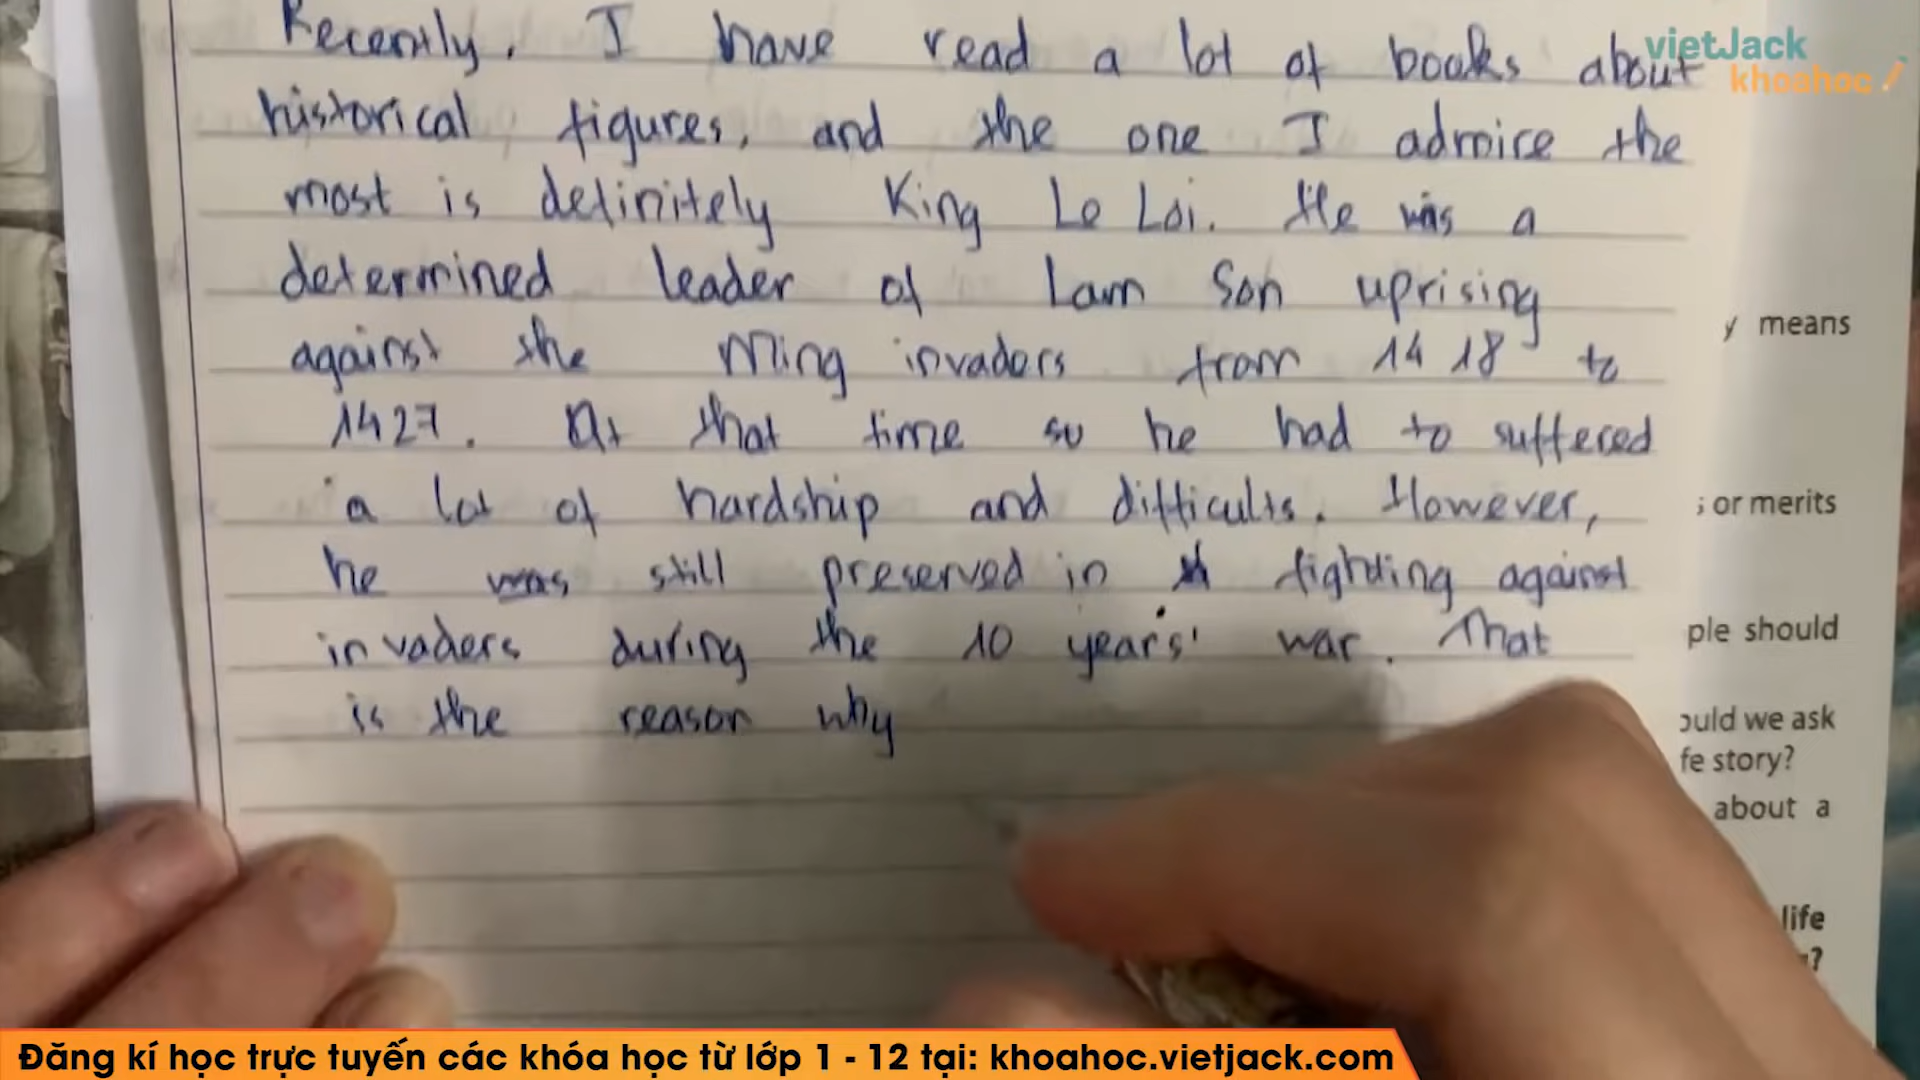 Recently, I have read a lot of books about
historical figures, and the one I admire the
most is definitely King Le Loi. He was a
determined leader of Lam Son uprising
against the Ming invaders from 1418 to
1427. At that time so he had to suffered
a lot of hardship and difficults. However,
he was still preserved in fighting against
invaders during the 10 years' war. That
is the reason why
vietJack
khoahoc
y means
s or merits
ple should
ould we ask
fe story?
about a
life
?
Đăng kí học trực tuyến các khóa học từ lớp 1 - 12 tại: khoahoc.vietjack.com